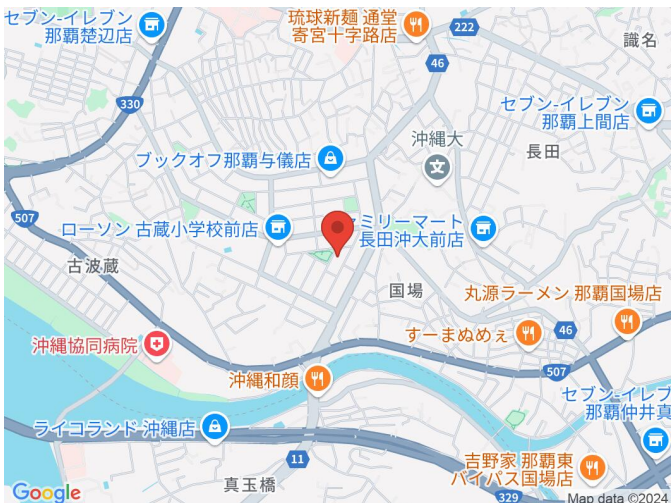 セブン-イレブン
那覇楚辺店
琉球新麺 通堂
寄宮十字路店
222
識名
46
330
セブン-イレブン
那覇上間店
沖縄大
文
長田
ブックオフ那覇与儀店
507
ローソン 古蔵小学校前店
ミリーマート
長田沖大前店
古波蔵
国場
丸源ラーメン 那覇国場店
すーまぬめぇ
46
沖縄協同病院
507
沖縄和顔
セブン-イレ
那覇仲井真
ライコランド 沖縄店
11
吉野家 那覇東
バイパス国場店
真玉橋
329
Google
Map data ©2024